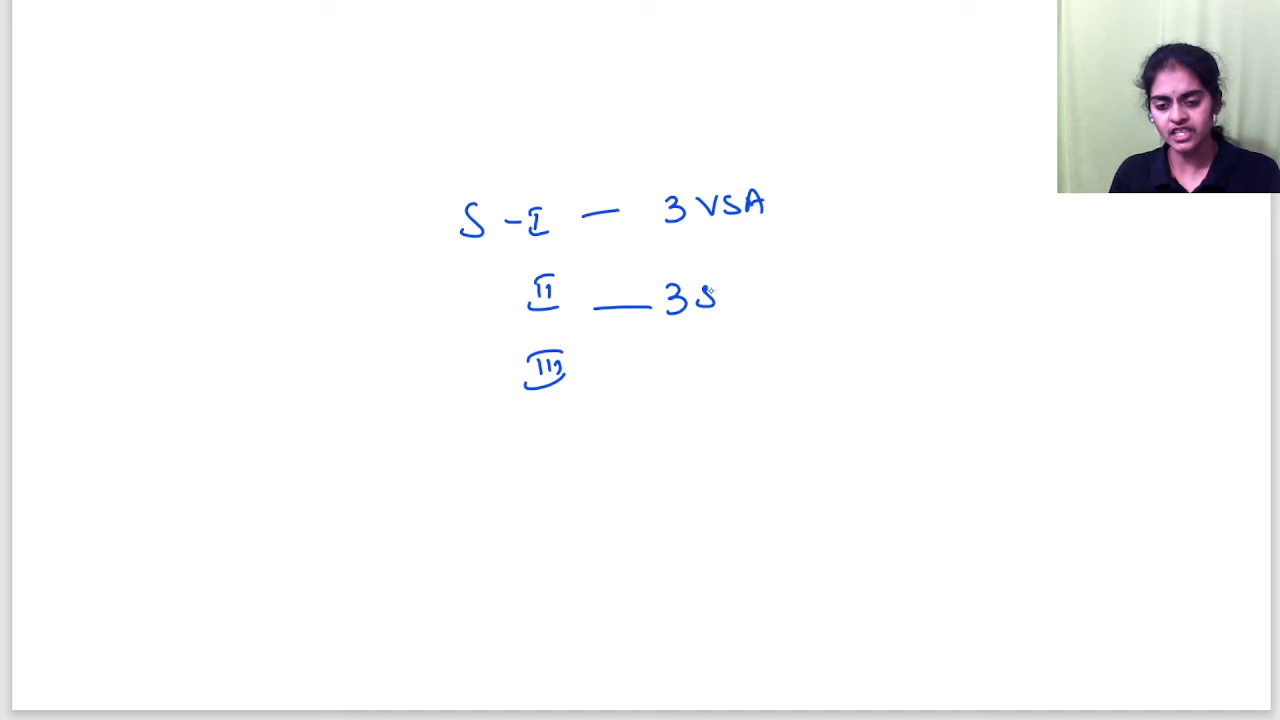 S - I — 3 VSA
II — 3 S
III